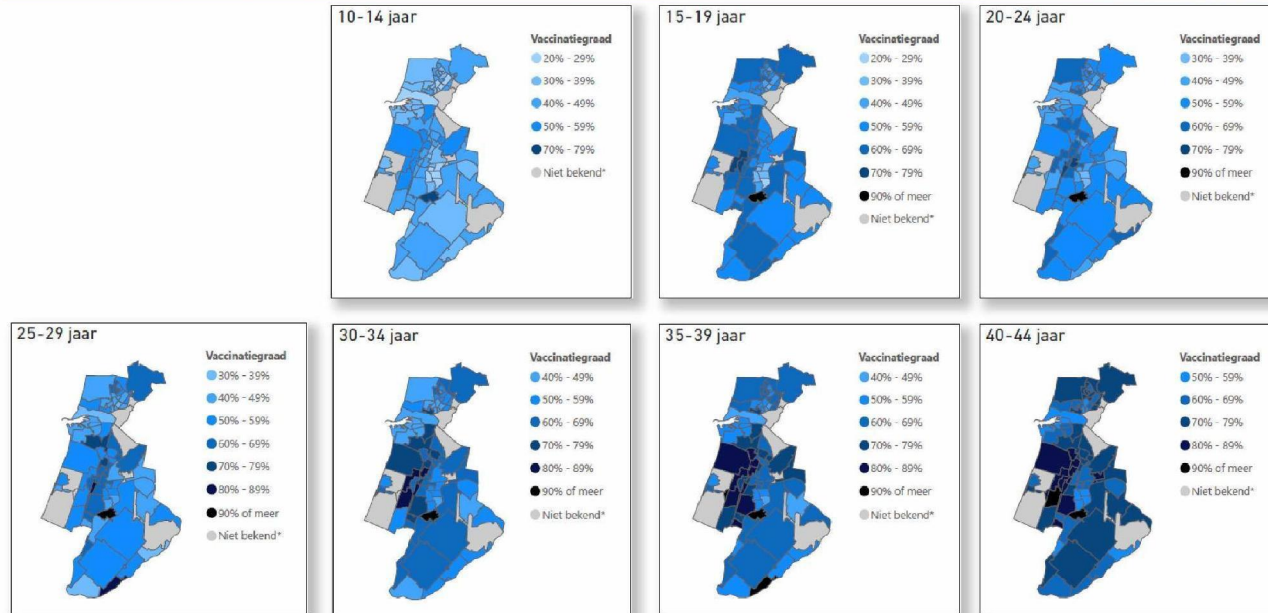 10-14 jaar
Vaccinatiegraad
20% - 29%
30% - 39%
40% - 49%
50% - 59%
70% - 79%
Niet bekend*
15-19 jaar
Vaccinatiegraad
20% - 29%
30% - 39%
40% - 49%
50% - 59%
60% - 69%
70% - 79%
90% of meer
Niet bekend*
20-24 jaar
Vaccinatiegraad
30% - 39%
40% - 49%
50% - 59%
60% - 69%
70% - 79%
90% of meer
Niet bekend*
25-29 jaar
Vaccinatiegraad
30% - 39%
40% - 49%
50% - 59%
60% - 69%
70% - 79%
80% - 89%
90% of meer
Niet bekend*
30-34 jaar
Vaccinatiegraad
40% - 49%
50% - 59%
60% - 69%
70% - 79%
80% - 89%
90% of meer
Niet bekend*
35-39 jaar
Vaccinatiegraad
40% - 49%
50% - 59%
60% - 69%
70% - 79%
80% - 89%
90% of meer
Niet bekend*
40-44 jaar
Vaccinatiegraad
50% - 59%
60% - 69%
70% - 79%
80% - 89%
90% of meer
Niet bekend*